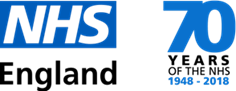 NHS
England
70
YEARS
OF THE NHS
1948 - 2018